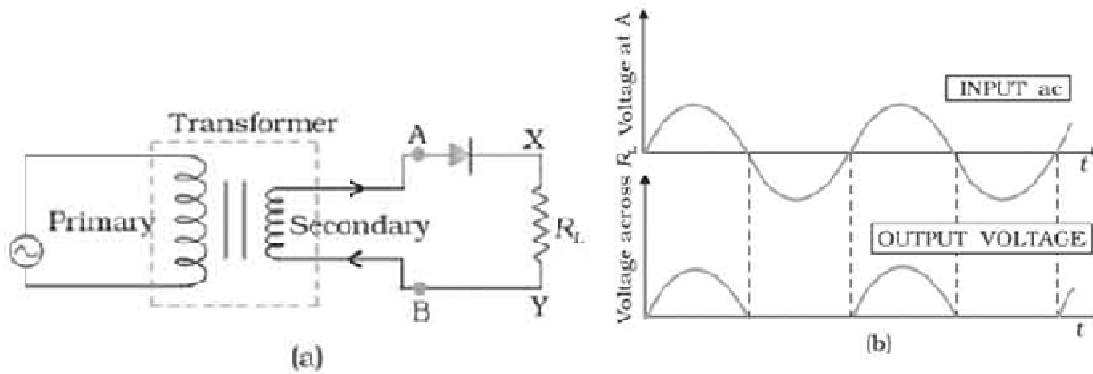 Transformer
A
X
Primary
Secondary
R_L
B
Y
(a)
Voltage at A
INPUT ac
t
Voltage across R_L
OUTPUT VOLTAGE
t
(b)